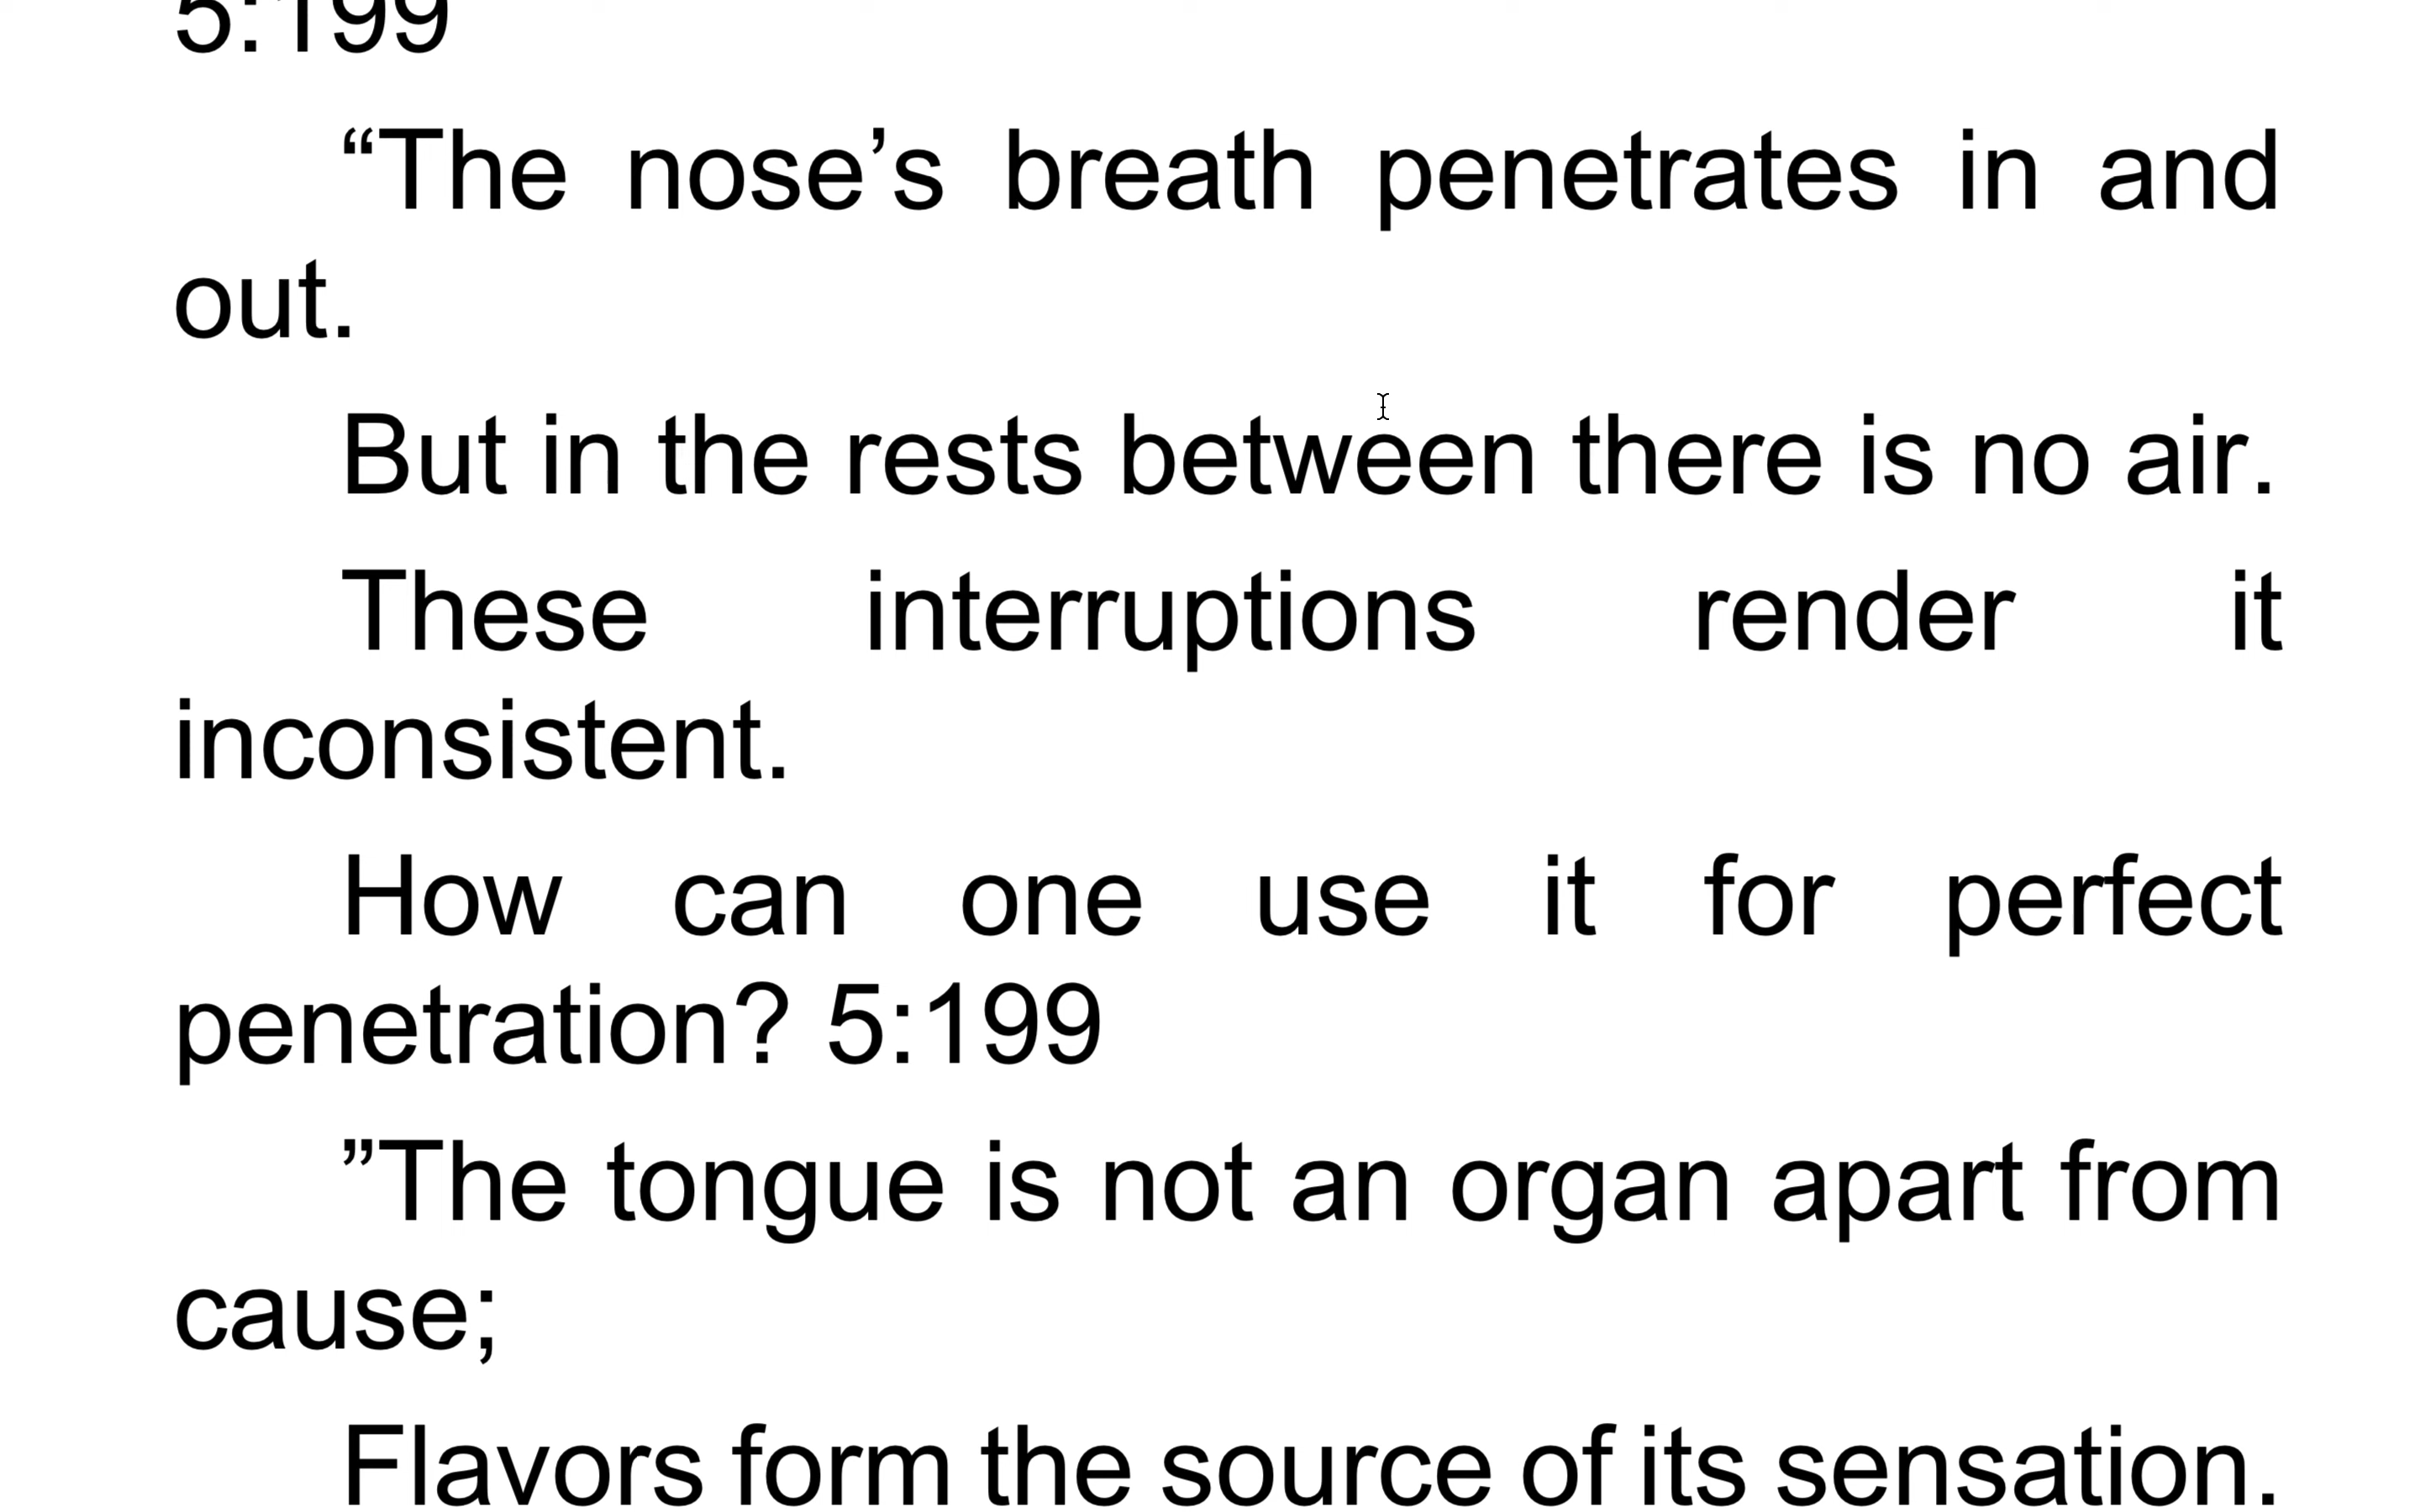 5:199
“The nose’s breath penetrates in and
out.
But in the rests between there is no air.
These interruptions render it
inconsistent.
How can one use it for perfect
penetration? 5:199
”The tongue is not an organ apart from
cause;
Flavors form the source of its sensation.